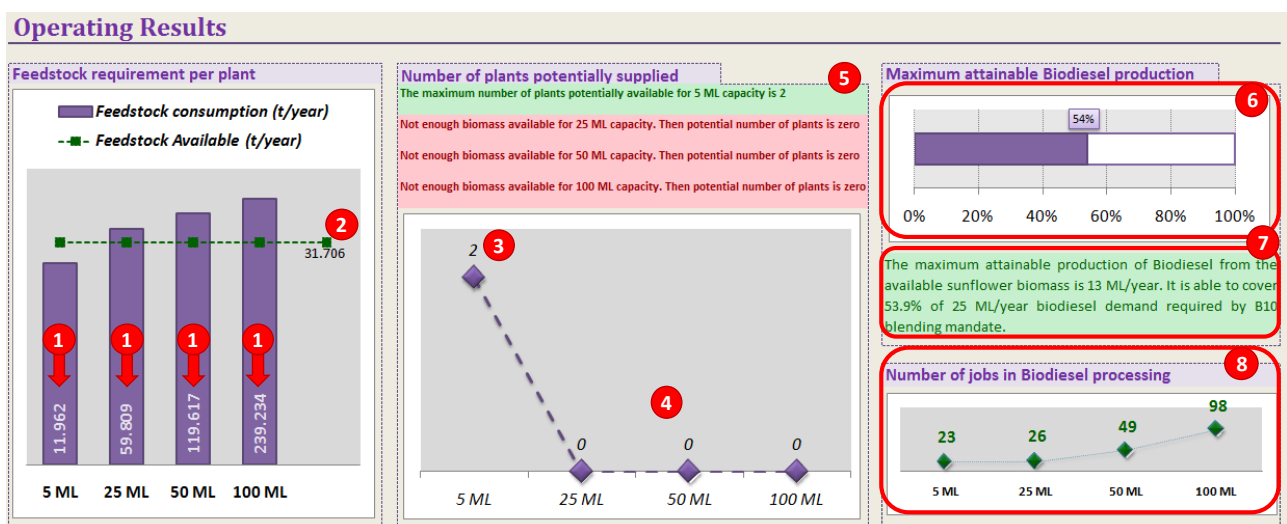 Operating Results
Feedstock requirement per plant
Feedstock consumption (t/year)
Feedstock Available (t/year)
2
31.706
1
1
1
1
11.962
59.809
119.617
239.234
5 ML
25 ML
50 ML
100 ML
Number of plants potentially supplied
5
The maximum number of plants potentially available for 5 ML capacity is 2
Not enough biomass available for 25 ML capacity. Then potential number of plants is zero
Not enough biomass available for 50 ML capacity. Then potential number of plants is zero
Not enough biomass available for 100 ML capacity. Then potential number of plants is zero
2
3
4
0
0
0
5 ML
25 ML
50 ML
100 ML
Maximum attainable Biodiesel production
6
54%
0%
20%
40%
60%
80%
100%
7
The maximum attainable production of Biodiesel from the
available sunflower biomass is 13 ML/year. It is able to cover
53.9% of 25 ML/year biodiesel demand required by B10
blending mandate.
8
Number of jobs in Biodiesel processing
23
26
49
98
5 ML
25 ML
50 ML
100 ML